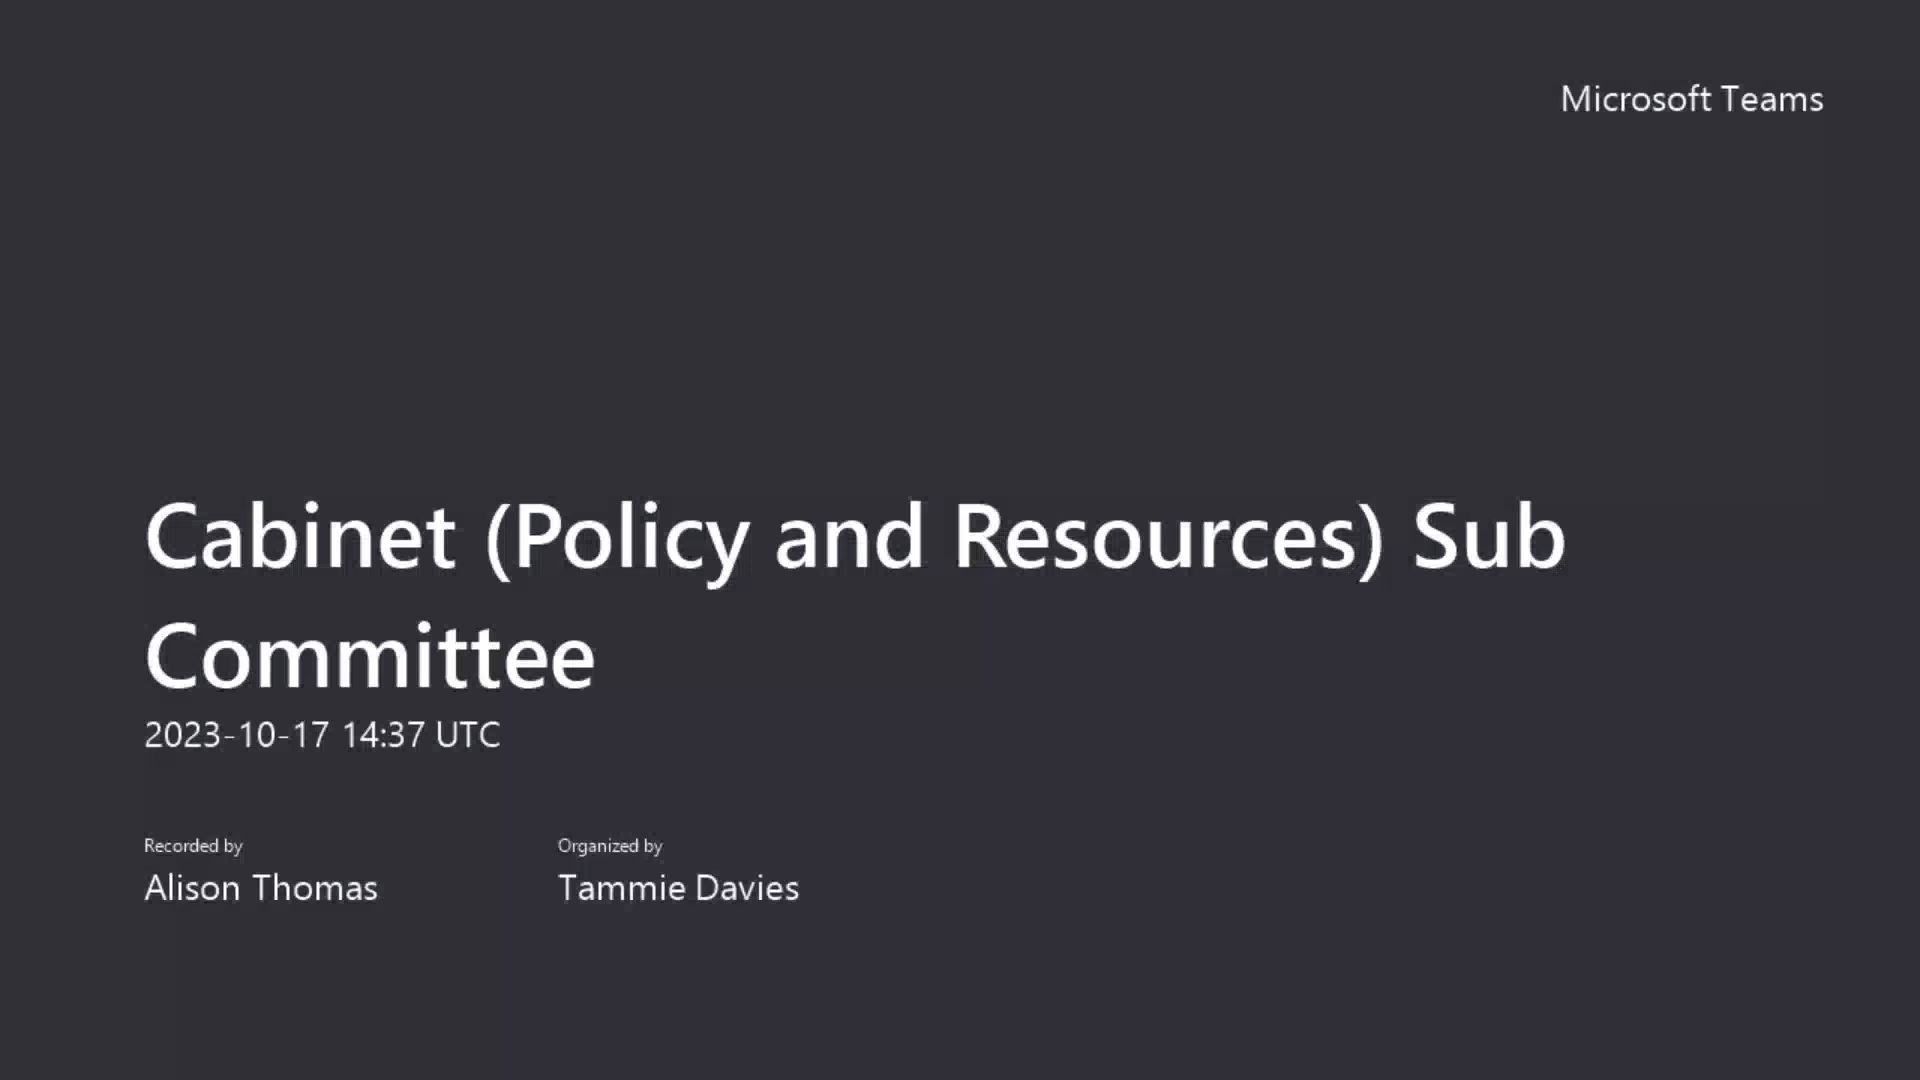 Microsoft Teams
Cabinet (Policy and Resources) Sub
Committee
2023-10-17 14:37 UTC
Recorded by
Alison Thomas
Organized by
Tammie Davies